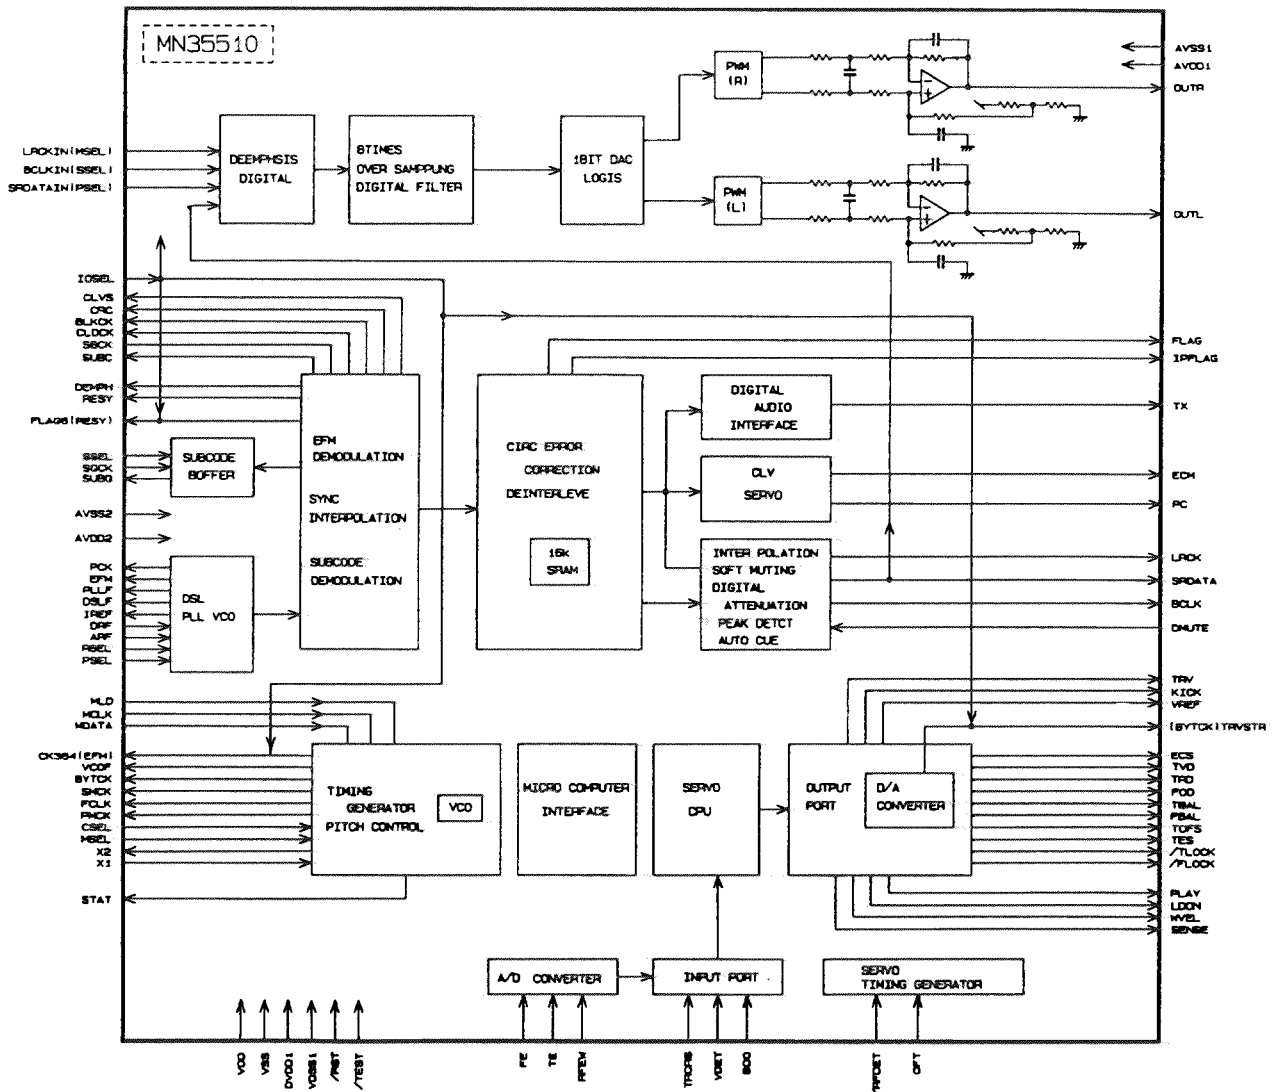 MN35510
AVSS1
AVDD1
PWM
(R)
OUTR
DEEMPHSIS
DIGITAL
8TIMES
OVER SAMPPUNG
DIGITAL FILTER
1BIT DAC
LOGIS
LRCKIN(MSEL)
BCLKIN(SSEL)
SRDATAIN(PSEL)
PWM
(L)
OUTL
IOSEL
CLVS
CRC
BLKCK
CLDCK
SBCK
SUBC
DEMPH
RESY
FLAG6(RESY)
FLAG
IPFLAG
DIGITAL
AUDIO
INTERFACE
TX
SSEL
SQCK
SUBQ
SUBCODE
BOFFER
EFM
DEMODULATION
SYNC
INTERPOLATION
SUBCODE
DEMODULATION
CIRC ERROR
CORRECTION
DEINTERLEVE
16K
SRAM
CLV
SERVO
ECM
PC
AVSS2
AVDD2
PCK
EFM
PLLF
DSLF
IREF
DRF
ARF
RSEL
PSEL
DSL
PLL VCO
INTER POLATION
SOFT MUTING
DIGITAL
ATTENUATION
PEAK DETCT
AUTO CUE
LRCK
SRDATA
BCLK
DMUTE
MLD
MCLK
MDATA
TRV
KICK
VREF
(BYTCK)TRVSTR
CK384(EFM)
VCOF
BYTCK
SMCK
FCLK
PMCK
CSEL
MSEL
X2
X1
STAT
TIMING
GENERATOR
PITCH CONTROL
VCO
MICRO COMPUTER
INTERFACE
SERVO
CPU
OUTPUT
PORT
D/A
CONVERTER
ECS
TVD
TRD
FOD
TBAL
FBAL
TOFS
TES
/TLOCK
/FLOCK
PLAY
LDON
WVEL
SENSE
A/D CONVERTER
INPUT PORT
SERVO
TIMING GENERATOR
VDD
VSS
DVDD1
VDSS1
/RST
/TEST
FE
TE
RFEW
TRCRS
VDET
BDO
/RFDET
OFT